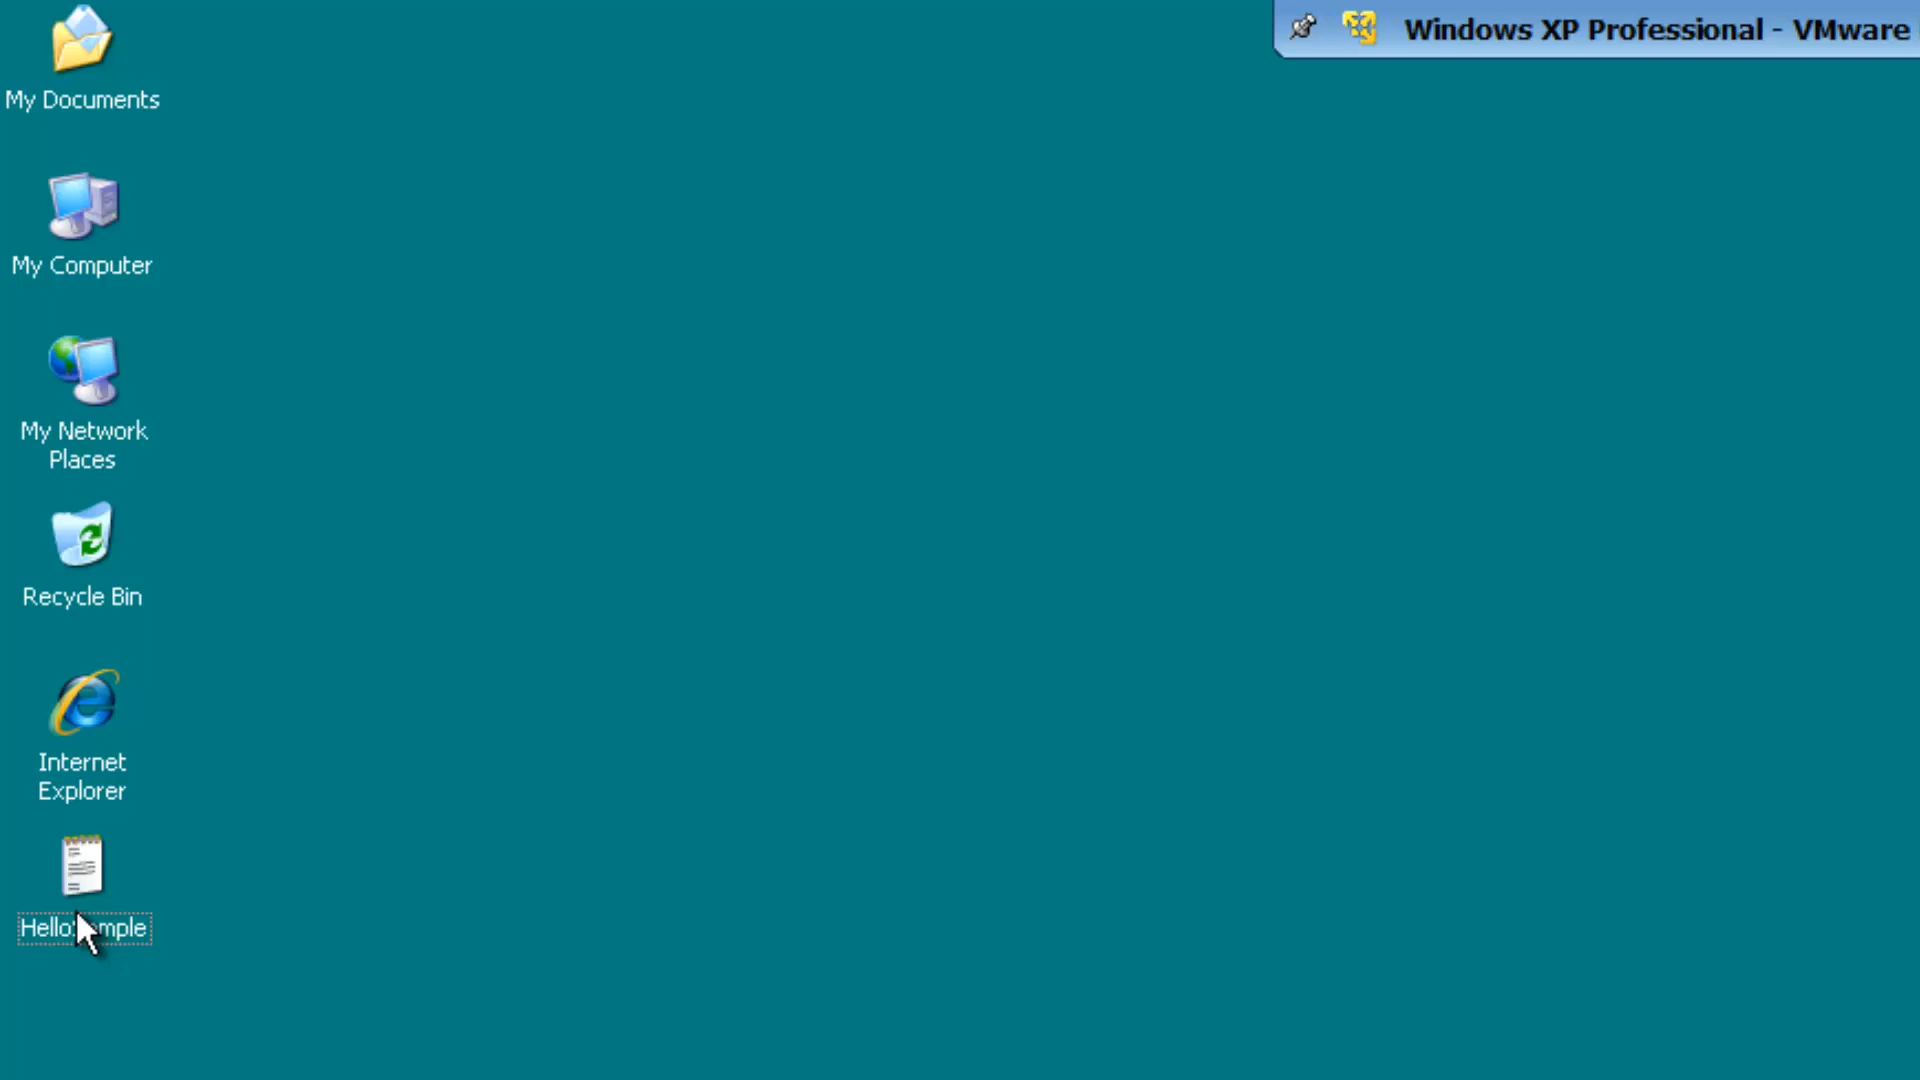 Windows XP Professional - VMware
My Documents
My Computer
My Network
Places
Recycle Bin
Internet
Explorer